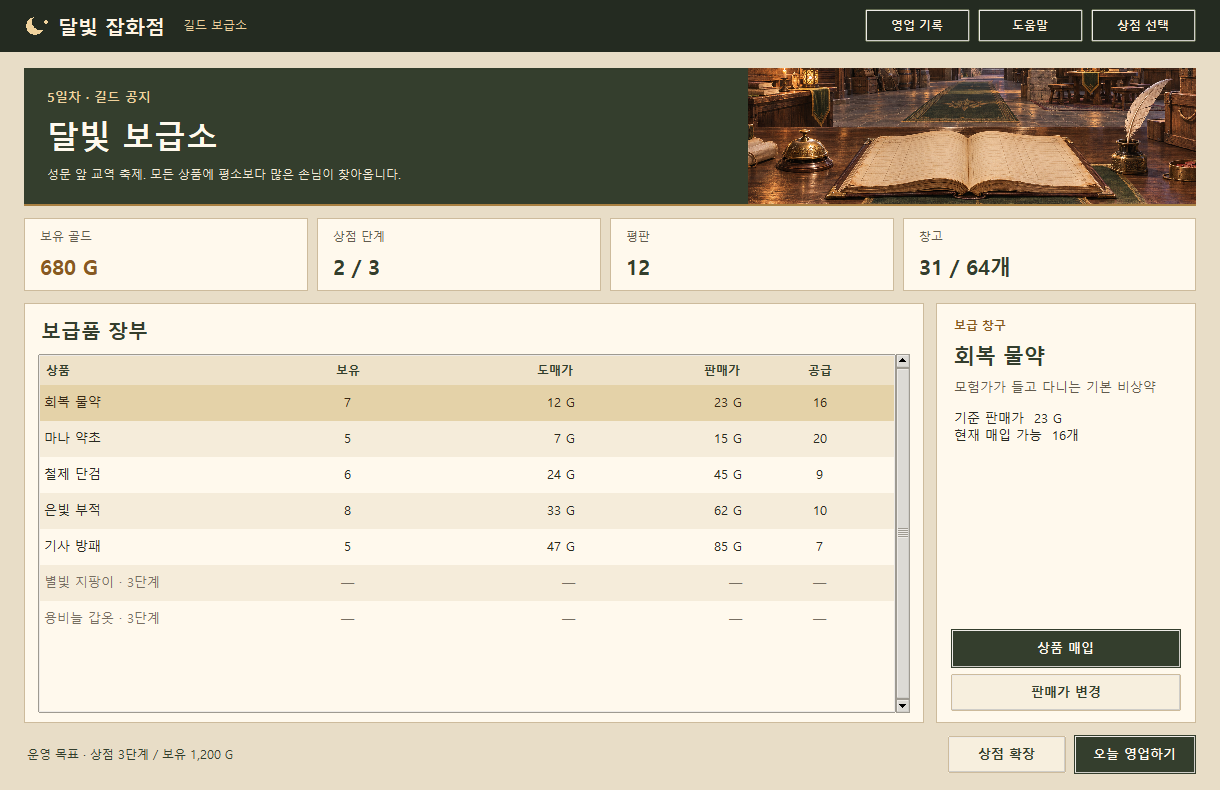 달빛 잡화점 길드 보급소 영업 기록 도움말 상점 선택
5일차 · 길드 공지
달빛 보급소
성문 앞 교역 축제. 모든 상품에 평소보다 많은 손님이 찾아옵니다.
보유 골드 상점 단계 평판 창고
680 G 2 / 3 12 31 / 64개
보급품 장부
상품 보유 도매가 판매가 공급
회복 물약 7 12 G 23 G 16
마나 약초 5 7 G 15 G 20
철제 단검 6 24 G 45 G 9
은빛 부적 8 33 G 62 G 10
기사 방패 5 47 G 85 G 7
별빛 지팡이 · 3단계 — — — —
용비늘 갑옷 · 3단계 — — — —
보급 창구
회복 물약
모험가가 들고 다니는 기본 비상약
기준 판매가 23 G
현재 매입 가능 16개
상품 매입
판매가 변경
운영 목표 · 상점 3단계 / 보유 1,200 G 상점 확장 오늘 영업하기